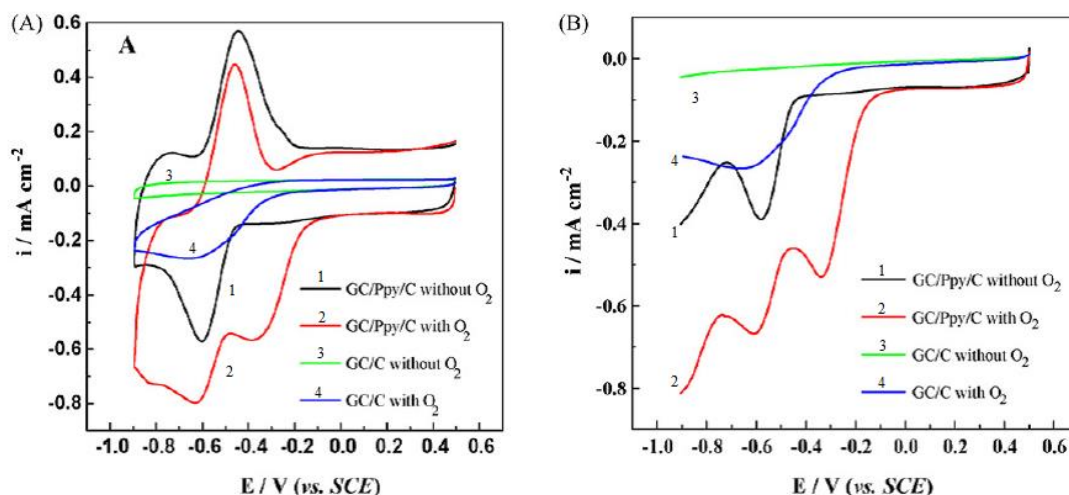 (A)
A
0.6
0.4
0.2
0.0
-0.2
-0.4
-0.6
-0.8
i / mA cm-2
3
4
1
2
1 GC/Ppy/C without O2
2 GC/Ppy/C with O2
3 GC/C without O2
4 GC/C with O2
-1.0 -0.8 -0.6 -0.4 -0.2 0.0 0.2 0.4 0.6
E / V (vs. SCE)
(B)
0.0
-0.2
-0.4
-0.6
-0.8
i / mA cm-2
3
4
1
2
1 GC/Ppy/C without O2
2 GC/Ppy/C with O2
3 GC/C without O2
4 GC/C with O2
-1.0 -0.8 -0.6 -0.4 -0.2 0.0 0.2 0.4 0.6
E / V (vs. SCE)